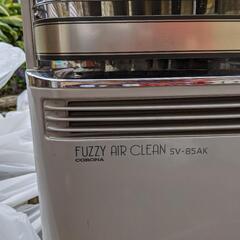 FUZZY AIR CLEAN SV-85AK
CORONA